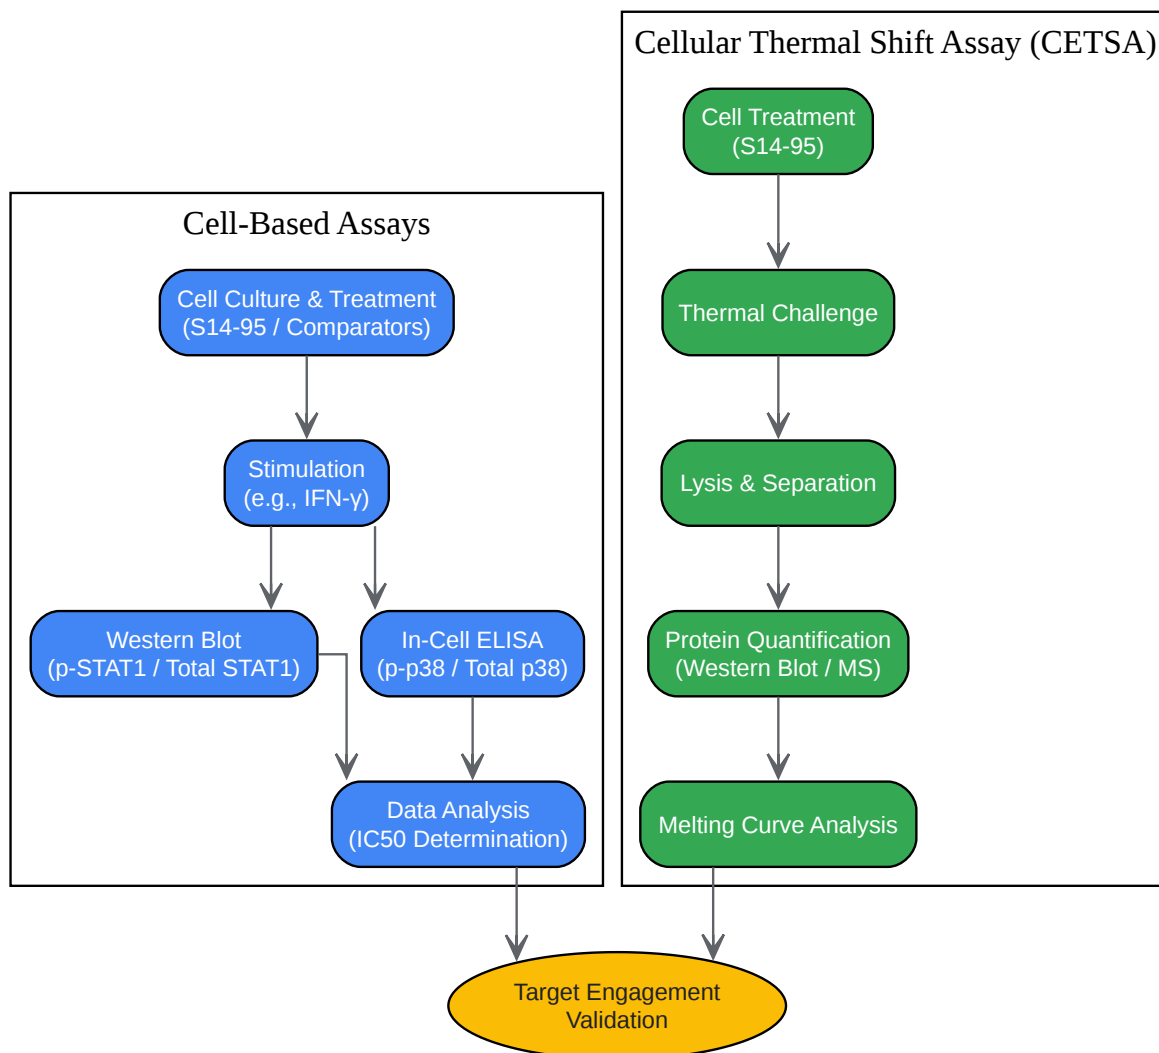 Cell-Based Assays
Cell Culture & Treatment
(S14-95 / Comparators)
Stimulation
(e.g., IFN-γ)
Western Blot
(p-STAT1 / Total STAT1)
In-Cell ELISA
(p-p38 / Total p38)
Data Analysis
(IC50 Determination)
Cellular Thermal Shift Assay (CETSA)
Cell Treatment
(S14-95)
Thermal Challenge
Lysis & Separation
Protein Quantification
(Western Blot / MS)
Melting Curve Analysis
Target Engagement
Validation